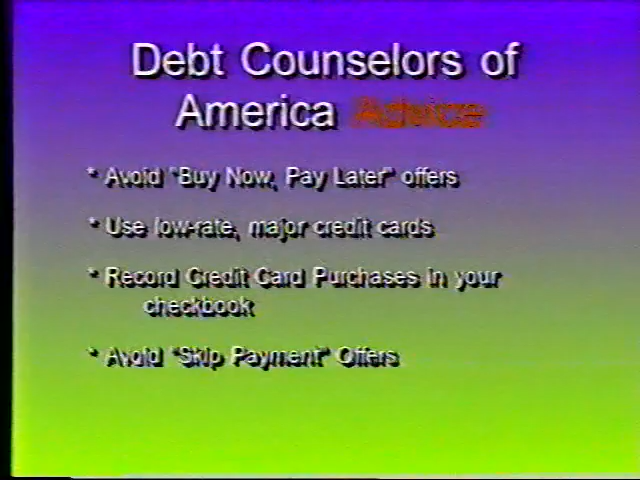 Debt Counselors of
America Advice
* Avoid "Buy Now, Pay Later" offers
* Use low-rate, major credit cards
* Record Credit Card Purchases in your
checkbook
* Avoid "Skip Payment" Offers